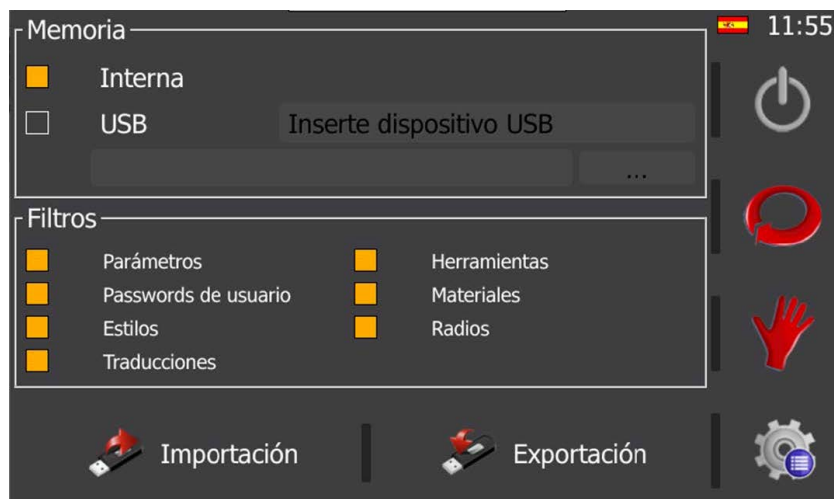 Memoria
11:55
Interna
USB
Inserte dispositivo USB
...
Filtros
Parámetros
Herramientas
Passwords de usuario
Materiales
Estilos
Radios
Traducciones
Importación
Exportación